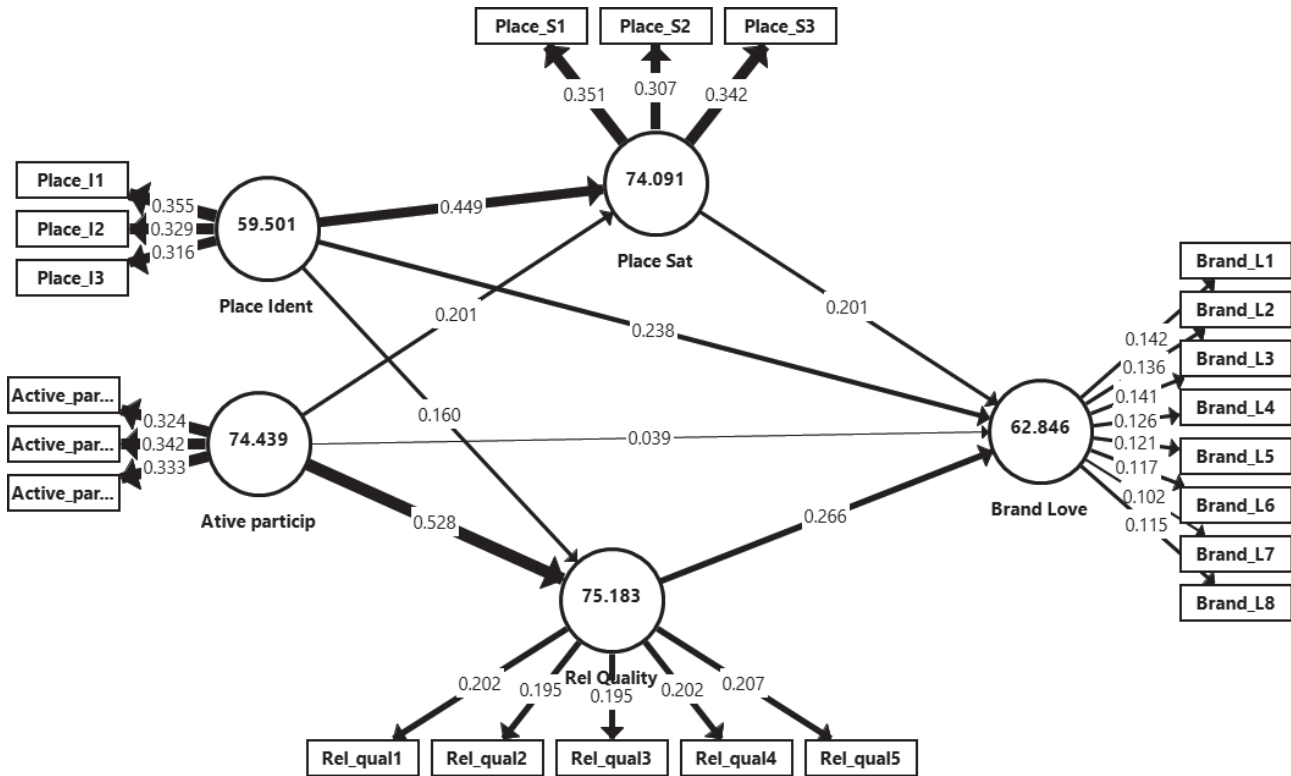 Place_S1
Place_S2
Place_S3
0.351
0.307
0.342
74.091
Place Sat
Place_I1
Place_I2
Place_I3
0.355
0.329
0.316
59.501
Place Ident
0.449
0.201
0.238
0.160
0.201
Active_par...
Active_par...
Active_par...
0.324
0.342
0.333
74.439
Ative particip
0.039
0.528
0.266
62.846
Brand Love
0.142
0.136
0.141
0.126
0.121
0.117
0.102
0.115
Brand_L1
Brand_L2
Brand_L3
Brand_L4
Brand_L5
Brand_L6
Brand_L7
Brand_L8
75.183
Rel Quality
0.202
0.195
0.195
0.202
0.207
Rel_qual1
Rel_qual2
Rel_qual3
Rel_qual4
Rel_qual5